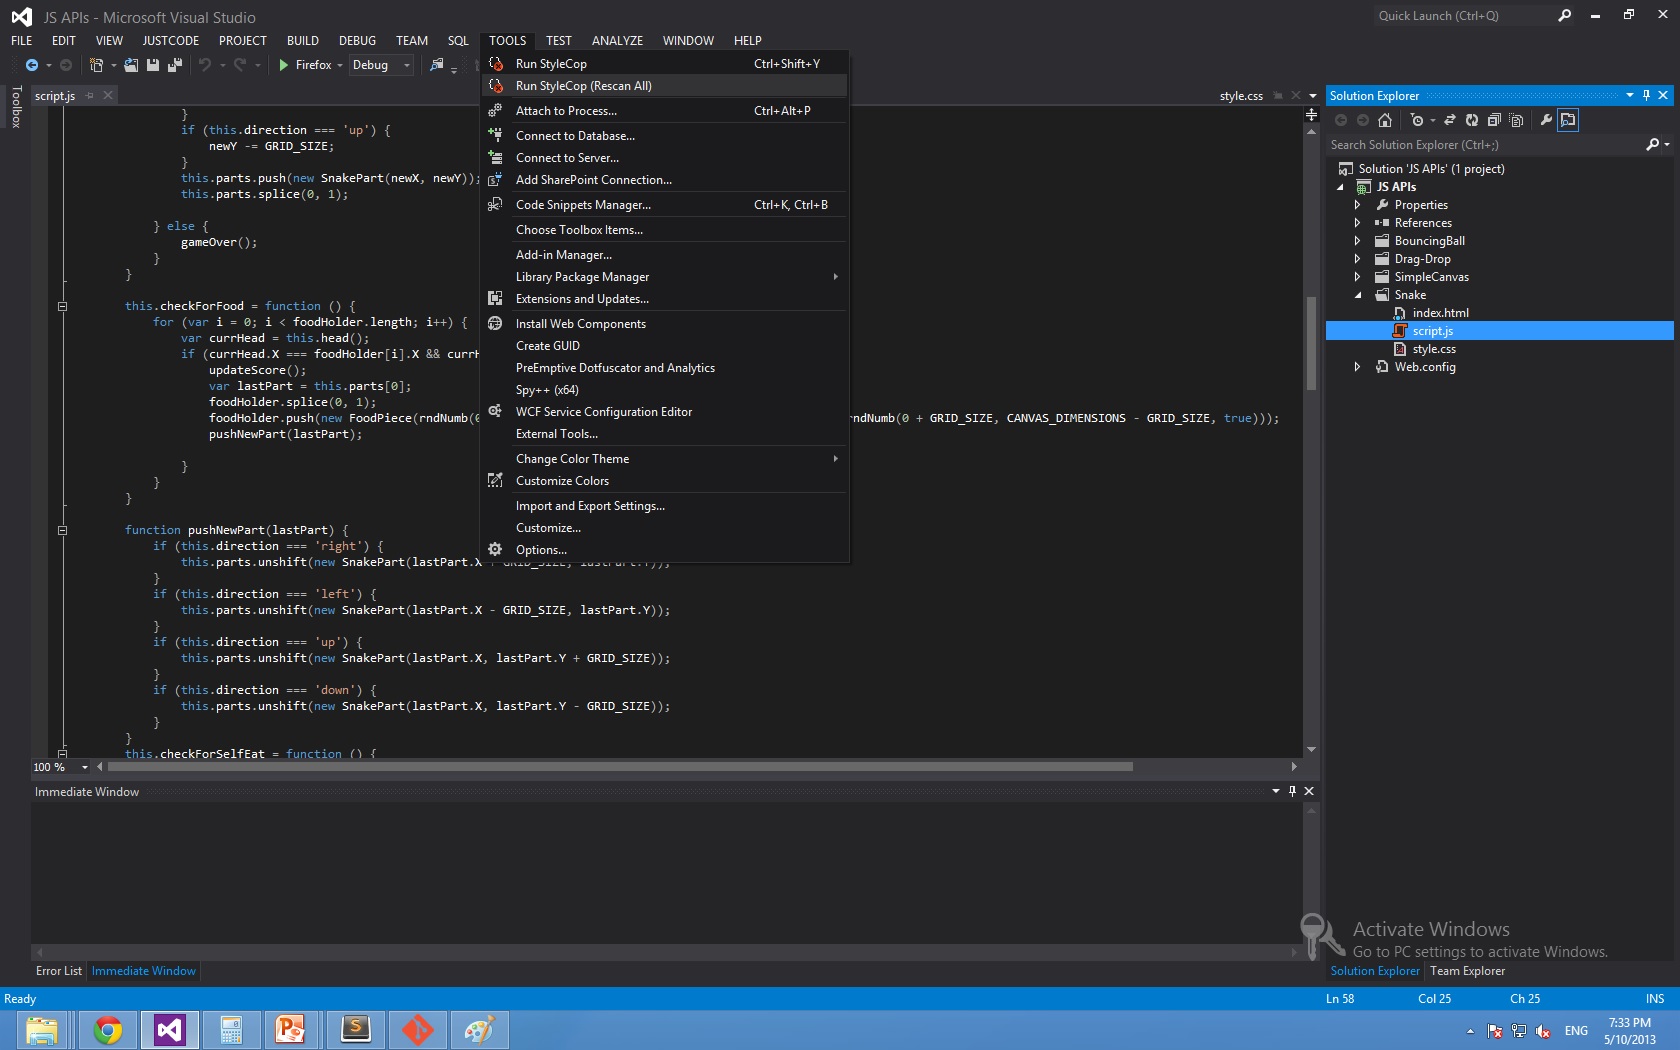 JS APIs - Microsoft Visual Studio
Quick Launch (Ctrl+Q)
FILE EDIT VIEW JUSTCODE PROJECT BUILD DEBUG TEAM SQL TOOLS TEST ANALYZE WINDOW HELP
Firefox Debug
Toolbox
script.js
style.css
}
if (this.direction === 'up') {
newY -= GRID_SIZE;
}
this.parts.push(new SnakePart(newX, newY));
this.parts.splice(0, 1);
} else {
gameOver();
}
}
this.checkForFood = function () {
for (var i = 0; i < foodHolder.length; i++) {
var currHead = this.head();
if (currHead.X === foodHolder[i].X && currH
updateScore();
var lastPart = this.parts[0];
foodHolder.splice(0, 1);
foodHolder.push(new FoodPiece(rndNumb(0 ndNumb(0 + GRID_SIZE, CANVAS_DIMENSIONS - GRID_SIZE, true)));
pushNewPart(lastPart);
}
}
}
function pushNewPart(lastPart) {
if (this.direction === 'right') {
this.parts.unshift(new SnakePart(lastPart.X + GRID_SIZE, lastPart.Y));
}
if (this.direction === 'left') {
this.parts.unshift(new SnakePart(lastPart.X - GRID_SIZE, lastPart.Y));
}
if (this.direction === 'up') {
this.parts.unshift(new SnakePart(lastPart.X, lastPart.Y + GRID_SIZE));
}
if (this.direction === 'down') {
this.parts.unshift(new SnakePart(lastPart.X, lastPart.Y - GRID_SIZE));
}
}
this.checkForSelfEat = function () {
100 %
Run StyleCop Ctrl+Shift+Y
Run StyleCop (Rescan All)
Attach to Process... Ctrl+Alt+P
Connect to Database...
Connect to Server...
Add SharePoint Connection...
Code Snippets Manager... Ctrl+K, Ctrl+B
Choose Toolbox Items...
Add-in Manager...
Library Package Manager
Extensions and Updates...
Install Web Components
Create GUID
PreEmptive Dotfuscator and Analytics
Spy++ (x64)
WCF Service Configuration Editor
External Tools...
Change Color Theme
Customize Colors
Import and Export Settings...
Customize...
Options...
Solution Explorer
Search Solution Explorer (Ctrl+;)
Solution 'JS APIs' (1 project)
JS APIs
Properties
References
BouncingBall
Drag-Drop
SimpleCanvas
Snake
index.html
script.js
style.css
Web.config
Immediate Window
Activate Windows
Go to PC settings to activate Windows.
Error List Immediate Window
Solution Explorer Team Explorer
Ready
Ln 58 Col 25 Ch 25 INS
ENG
7:33 PM
5/10/2013